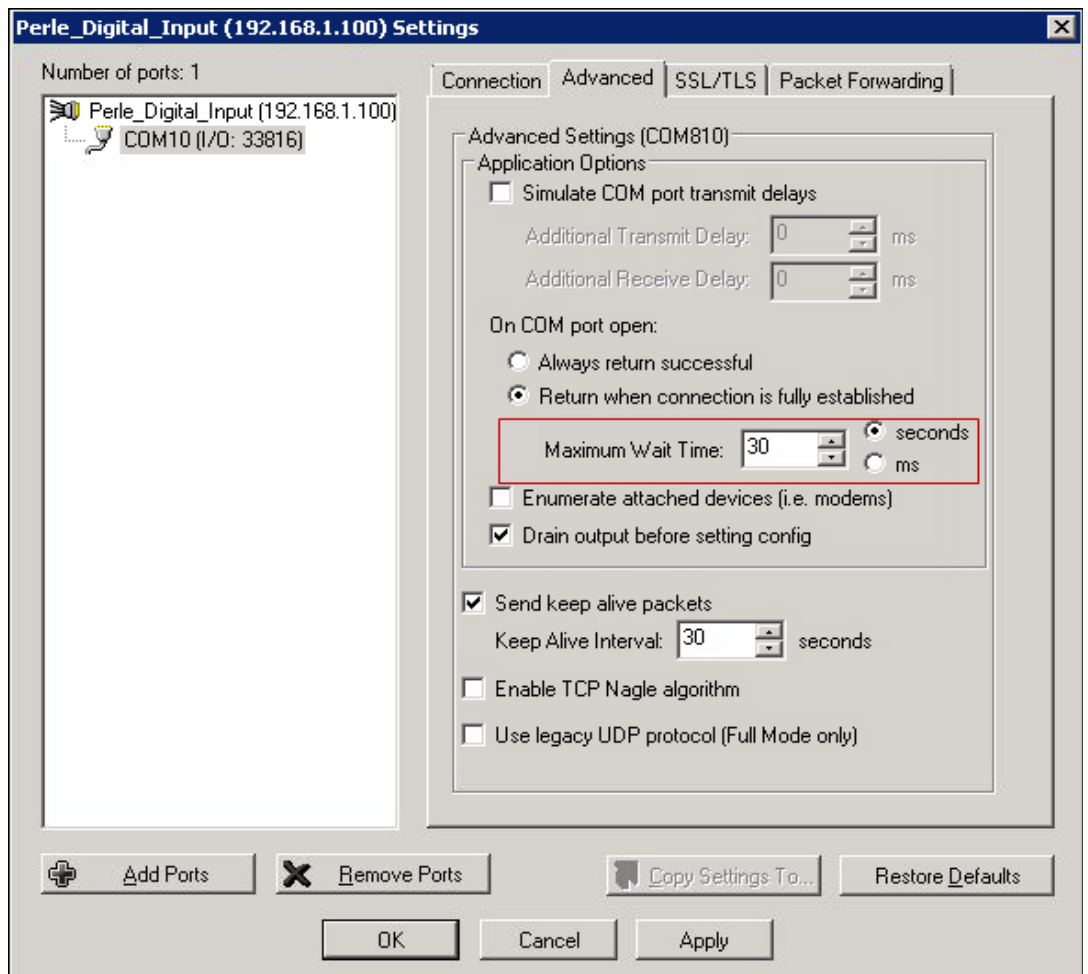 Perle_Digital_Input (192.168.1.100) Settings
Number of ports: 1
Perle_Digital_Input (192.168.1.100)
COM10 (I/O: 33816)
Connection
Advanced
SSL/TLS
Packet Forwarding
Advanced Settings (COM810)
Application Options
Simulate COM port transmit delays
Additional Transmit Delay: 0 ms
Additional Receive Delay: 0 ms
On COM port open:
Always return successful
Return when connection is fully established
Maximum Wait Time: 30 seconds
ms
Enumerate attached devices (i.e. modems)
Drain output before setting config
Send keep alive packets
Keep Alive Interval: 30 seconds
Enable TCP Nagle algorithm
Use legacy UDP protocol (Full Mode only)
Add Ports
Remove Ports
Copy Settings To...
Restore Defaults
OK
Cancel
Apply